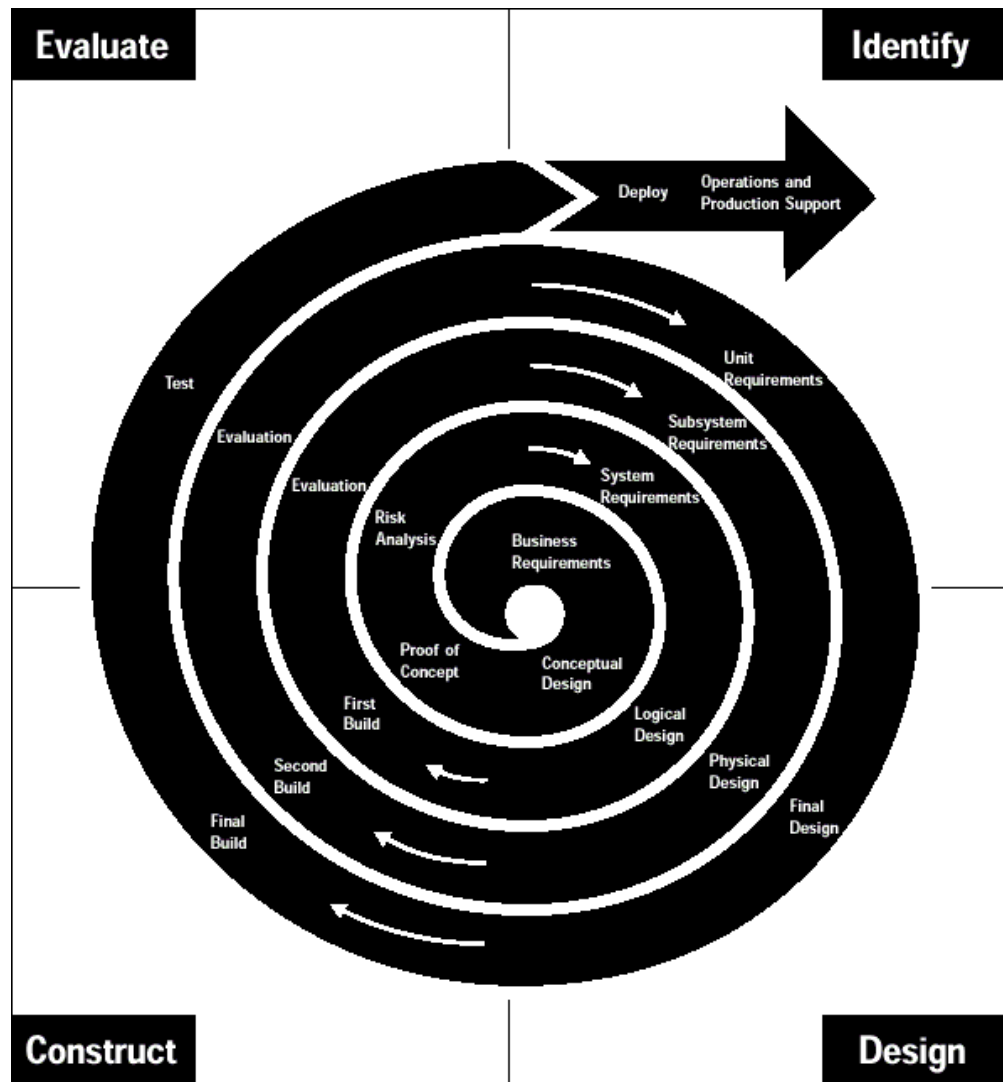 Evaluate
Identify
Deploy
Operations and
Production Support
Unit
Requirements
Test
Subsystem
Requirements
Evaluation
System
Requirements
Evaluation
Risk
Analysis
Business
Requirements
Proof of
Concept
Conceptual
Design
First
Build
Logical
Design
Second
Build
Physical
Design
Final
Build
Final
Design
Construct
Design